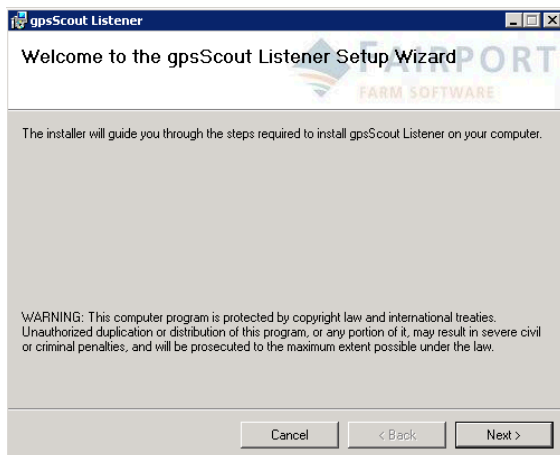 gpsScout Listener
Welcome to the gpsScout Listener Setup Wizard
FAIRPORT
FARM SOFTWARE
The installer will guide you through the steps required to install gpsScout Listener on your computer.
WARNING: This computer program is protected by copyright law and international treaties.
Unauthorized duplication or distribution of this program, or any portion of it, may result in severe civil
or criminal penalties, and will be prosecuted to the maximum extent possible under the law.
Cancel
< Back
Next >